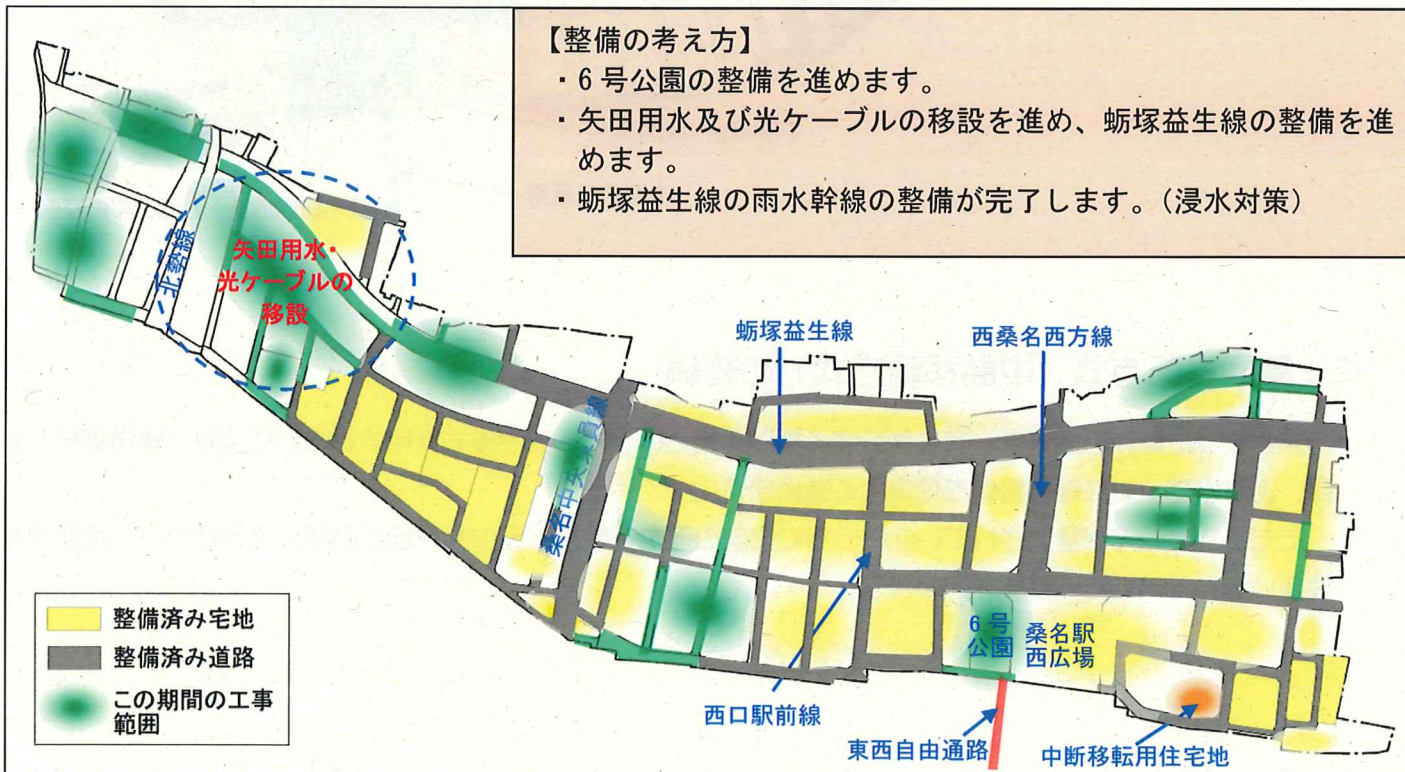 【整備の考え方】
・6号公園の整備を進めます。
・矢田用水及び光ケーブルの移設を進め、蛎塚益生線の整備を進
めます。
・蛎塚益生線の雨水幹線の整備が完了します。(浸水対策)
北勢線
矢田用水・
光ケーブルの
移設
蛎塚益生線
西桑名西方線
桑名中央東員線
6号
公園
桑名駅
西広場
西口駅前線
東西自由通路
中断移転用住宅地
整備済み宅地
整備済み道路
この期間の工事
範囲